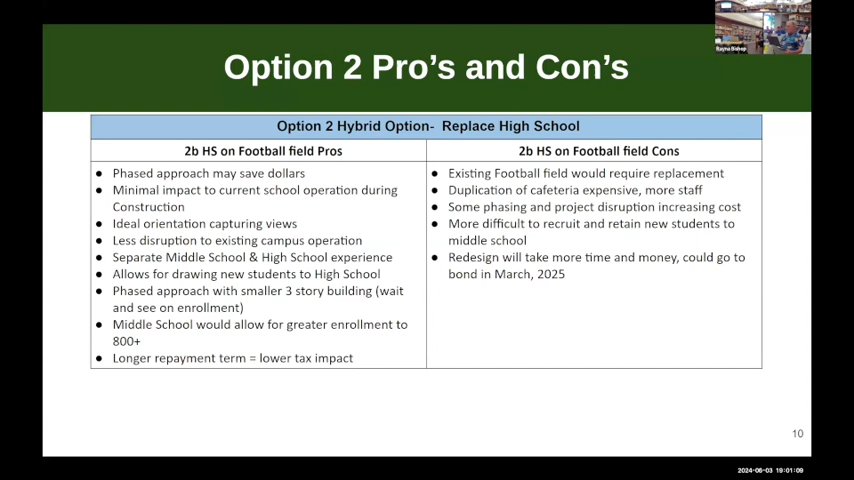 Rayna Bishop
Option 2 Pro's and Con's
Option 2 Hybrid Option- Replace High School
2b HS on Football field Pros
● Phased approach may save dollars
● Minimal impact to current school operation during
Construction
● Ideal orientation capturing views
● Less disruption to existing campus operation
● Separate Middle School & High School experience
● Allows for drawing new students to High School
● Phased approach with smaller 3 story building (wait
and see on enrollment)
● Middle School would allow for greater enrollment to
800+
● Longer repayment term = lower tax impact
2b HS on Football field Cons
● Existing Football field would require replacement
● Duplication of cafeteria expensive, more staff
● Some phasing and project disruption increasing cost
● More difficult to recruit and retain new students to
middle school
● Redesign will take more time and money, could go to
bond in March, 2025
10
2024-06-03 19:01:09